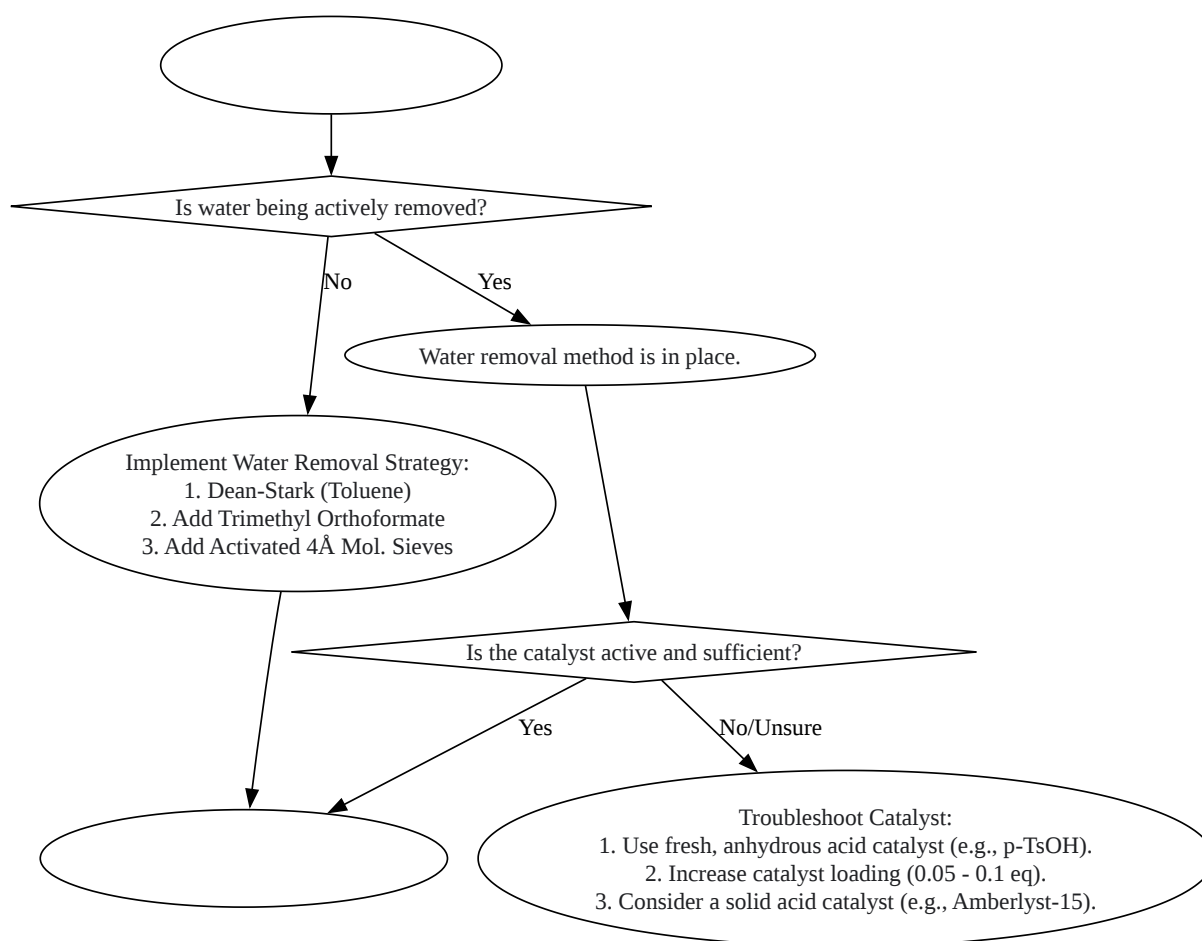 Is water being actively removed?
No
Yes
Water removal method is in place.
Implement Water Removal Strategy:
1. Dean-Stark (Toluene)
2. Add Trimethyl Orthoformate
3. Add Activated 4Å Mol. Sieves
Is the catalyst active and sufficient?
Yes
No/Unsure
Troubleshoot Catalyst:
1. Use fresh, anhydrous acid catalyst (e.g., p-TsOH).
2. Increase catalyst loading (0.05 - 0.1 eq).
3. Consider a solid acid catalyst (e.g., Amberlyst-15).